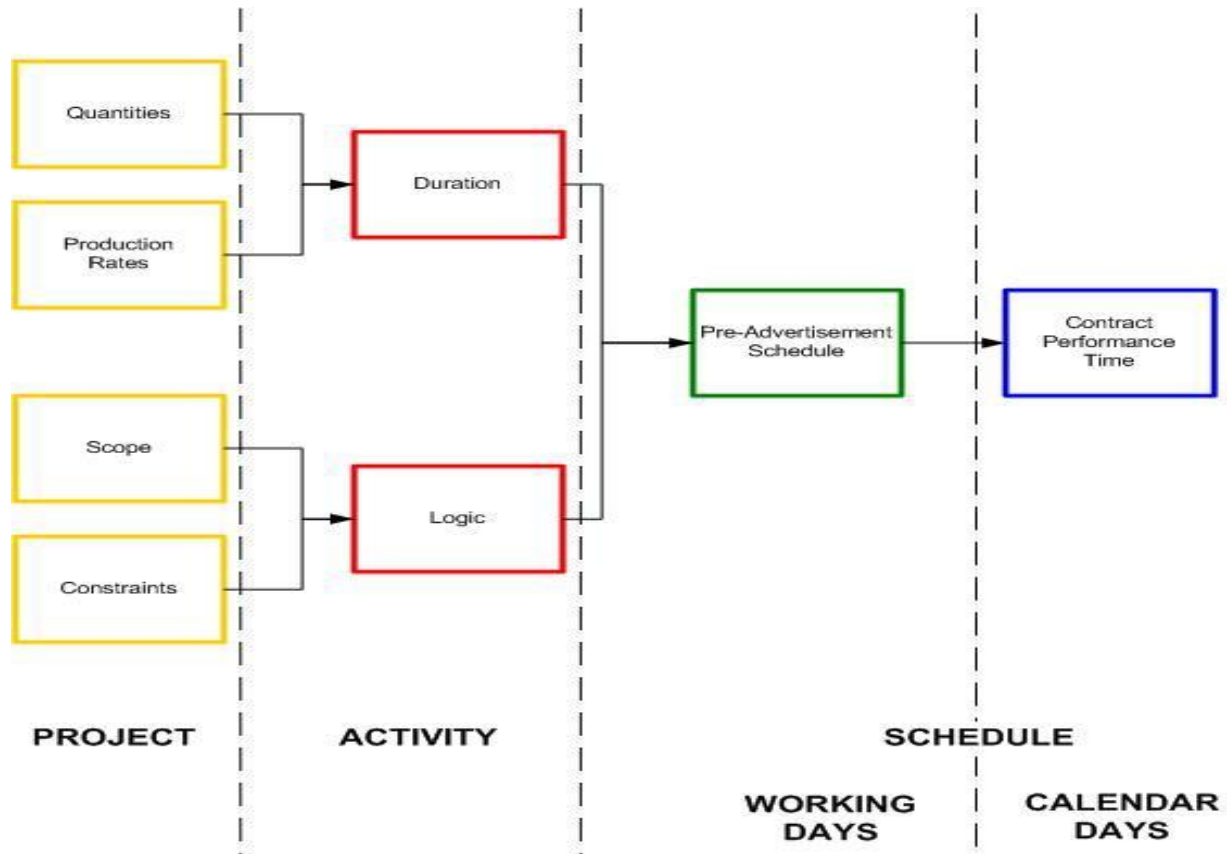 Quantities
Production
Rates
Scope
Constraints
Duration
Logic
Pre-Advertisement
Schedule
Contract
Performance
Time
PROJECT
ACTIVITY
SCHEDULE
WORKING
DAYS
CALENDAR
DAYS